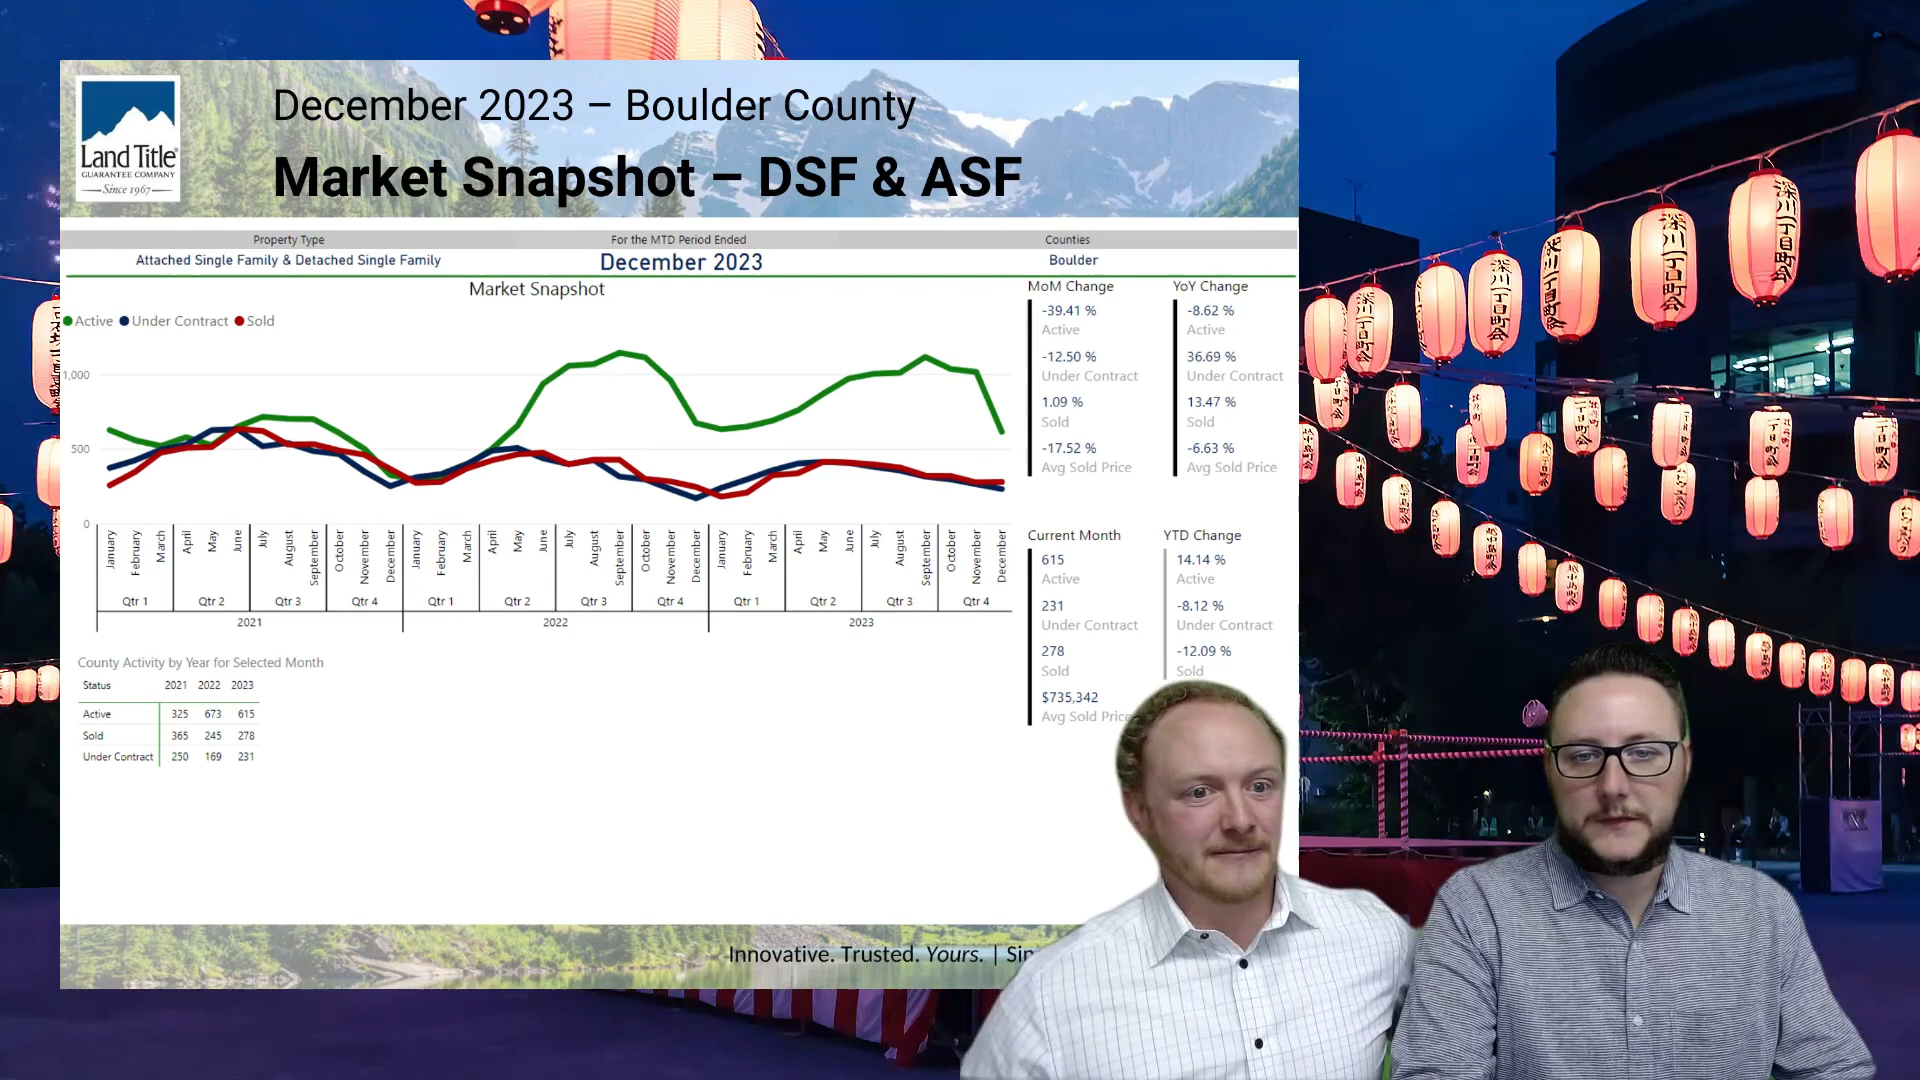 December 2023 – Boulder County
Market Snapshot – DSF & ASF
Land Title®
GUARANTEE COMPANY
Since 1967
Property Type
For the MTD Period Ended
Counties
Attached Single Family & Detached Single Family
December 2023
Boulder
Market Snapshot
Active Under Contract Sold
1,000
500
0
January February March April May June July August September October November December January February March April May June July August September October November December January February March April May June July August September October November December
Qtr 1 Qtr 2 Qtr 3 Qtr 4 Qtr 1 Qtr 2 Qtr 3 Qtr 4 Qtr 1 Qtr 2 Qtr 3 Qtr 4
2021 2022 2023
MoM Change
-39.41 %
Active
-12.50 %
Under Contract
1.09 %
Sold
-17.52 %
Avg Sold Price
YoY Change
-8.62 %
Active
36.69 %
Under Contract
13.47 %
Sold
-6.63 %
Avg Sold Price
Current Month
615
Active
231
Under Contract
278
Sold
$735,342
Avg Sold Price
YTD Change
14.14 %
Active
-8.12 %
Under Contract
-12.09 %
Sold
County Activity by Year for Selected Month
Status 2021 2022 2023
Active 325 673 615
Sold 365 245 278
Under Contract 250 169 231
Innovative. Trusted. Yours. |